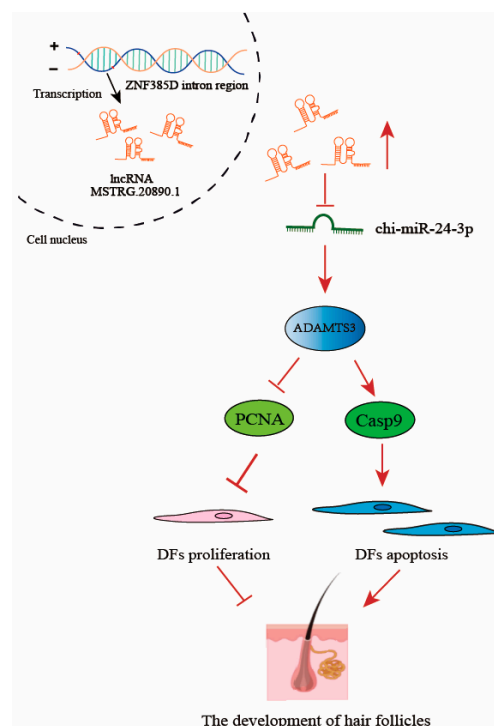 +
−
ZNF385D intron region
Transcription
lncRNA
MSTRG.20890.1
Cell nucleus
chi-miR-24-3p
ADAMTS3
PCNA
Casp9
DFs proliferation
DFs apoptosis
The development of hair follicles